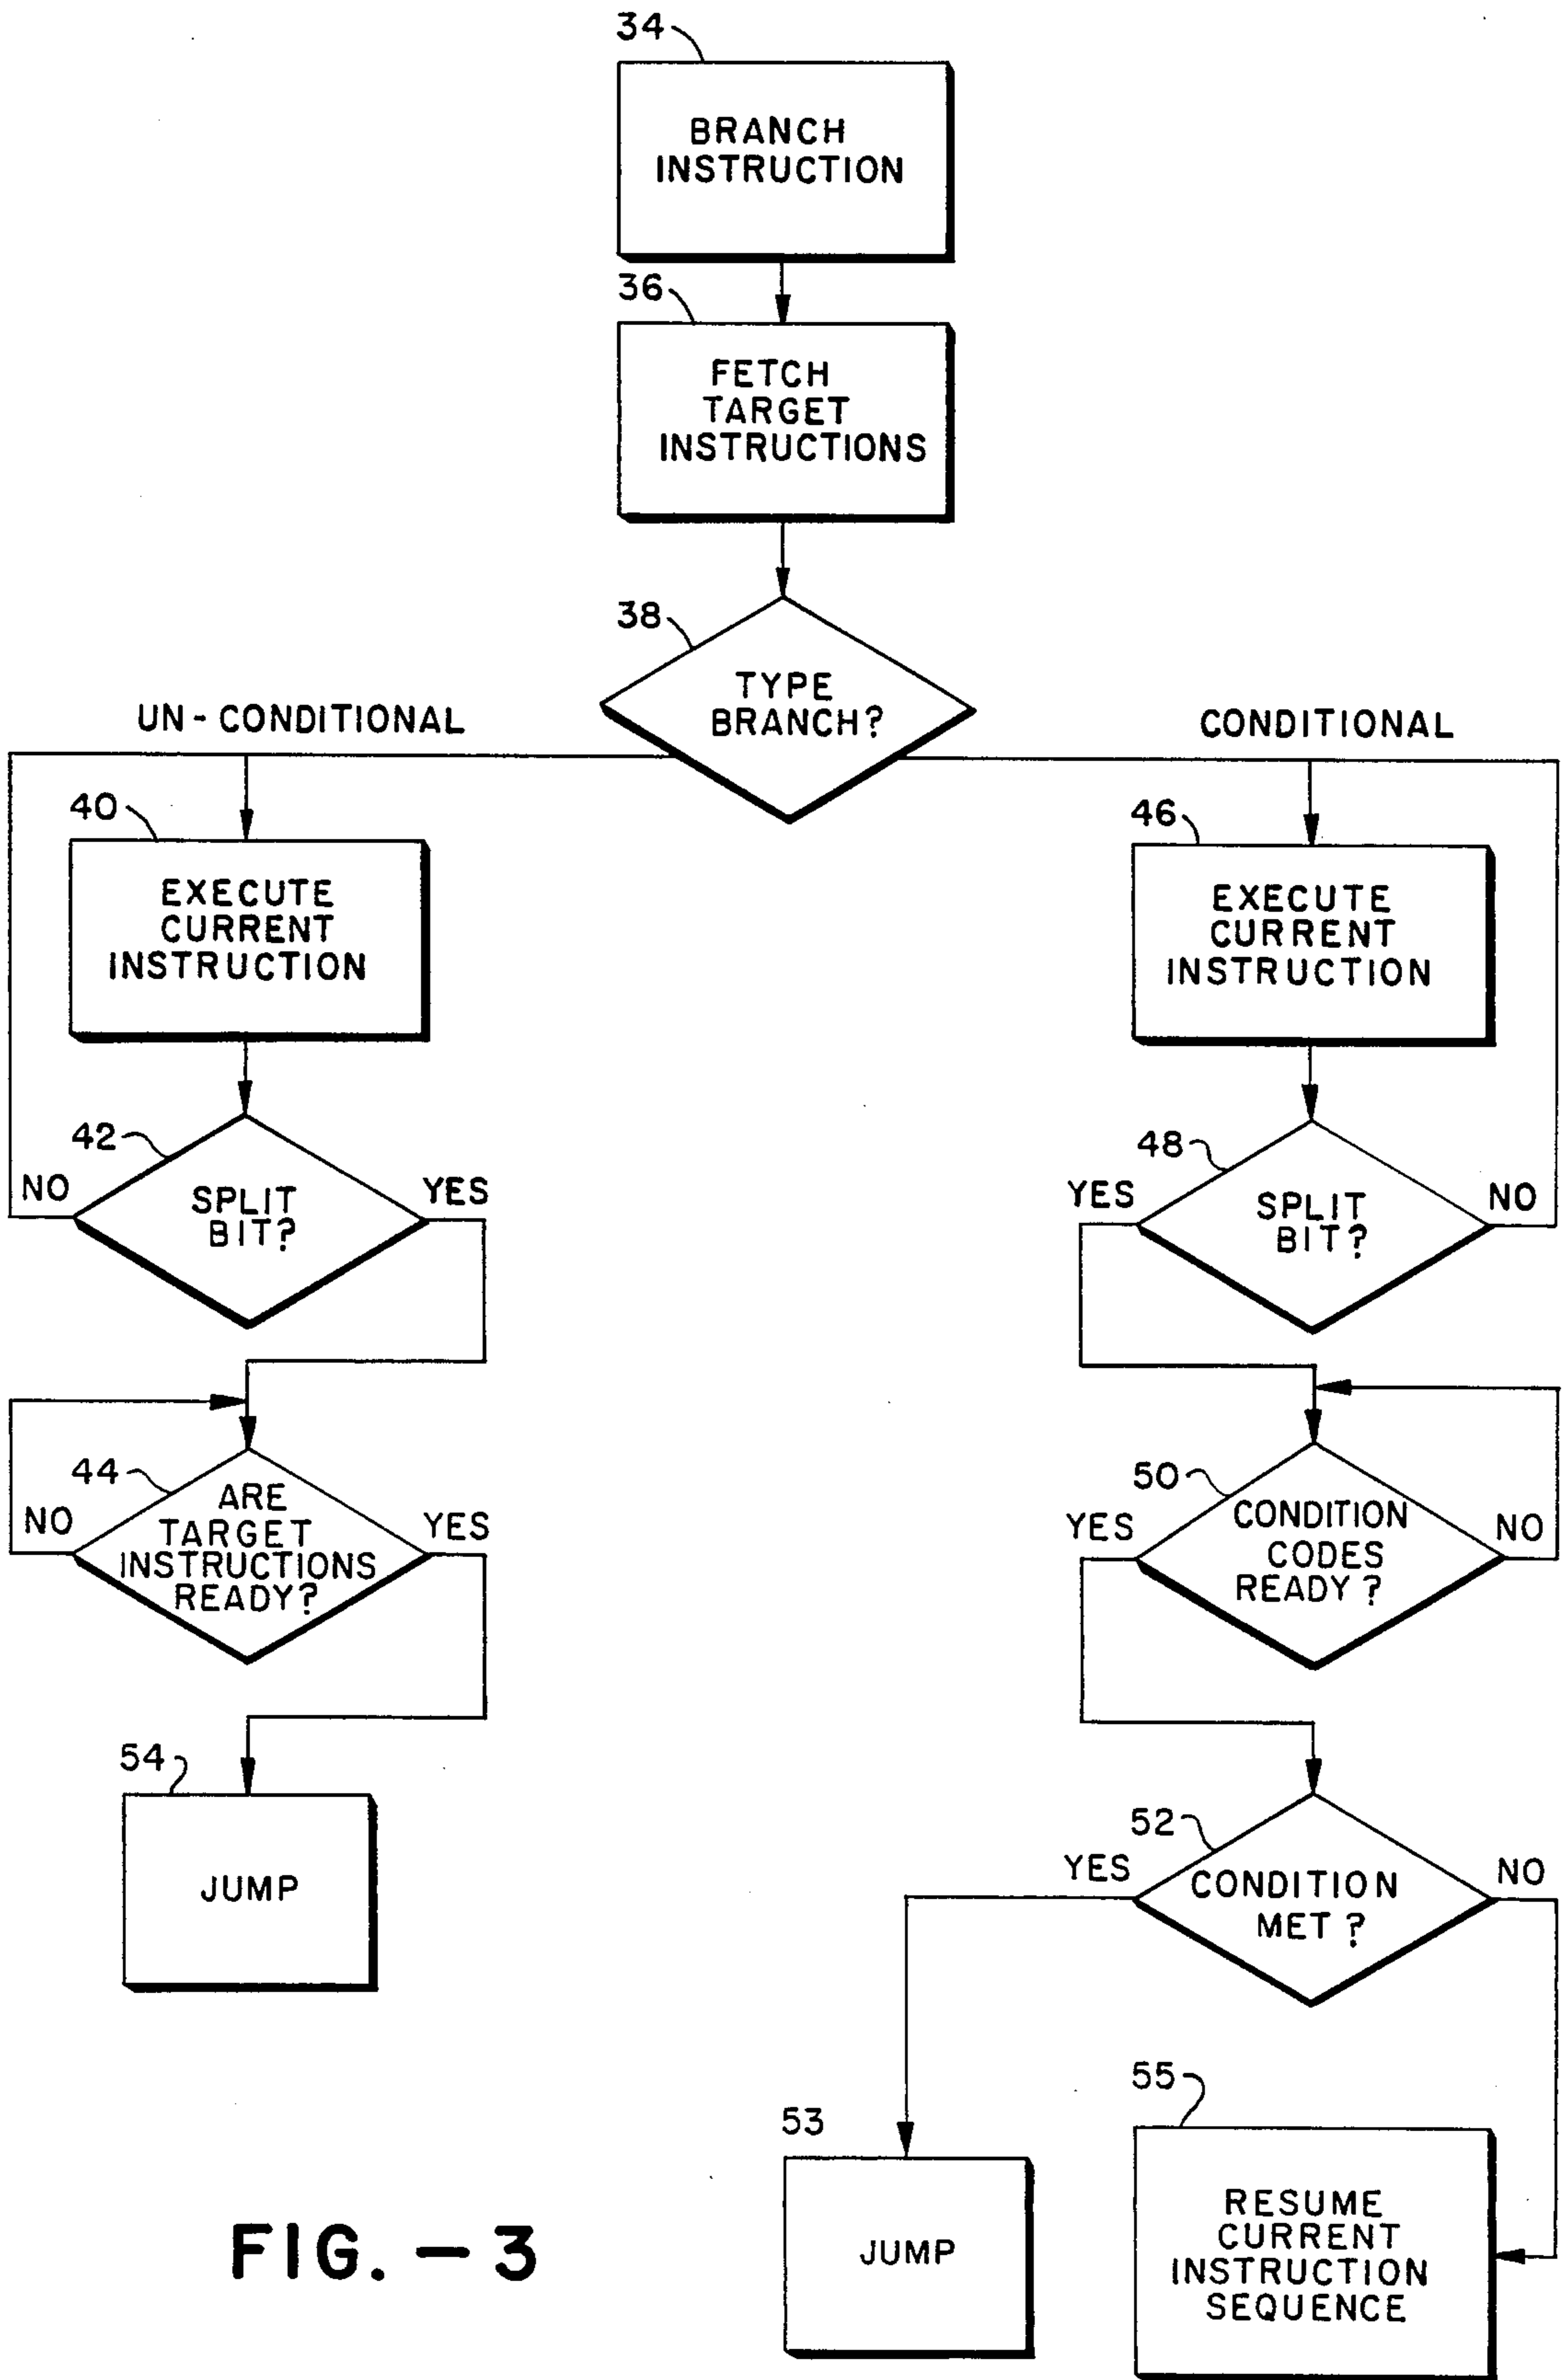 34
BRANCH
INSTRUCTION
36
FETCH
TARGET
INSTRUCTIONS
38
TYPE
BRANCH?
UN-CONDITIONAL
CONDITIONAL
40
EXECUTE
CURRENT
INSTRUCTION
46
EXECUTE
CURRENT
INSTRUCTION
42
NO
SPLIT
BIT?
YES
48
YES
SPLIT
BIT?
NO
44
NO
ARE
TARGET
INSTRUCTIONS
READY?
YES
50
YES
CONDITION
CODES
READY?
NO
54
JUMP
52
YES
CONDITION
MET?
NO
53
JUMP
55
RESUME
CURRENT
INSTRUCTION
SEQUENCE
FIG.-3